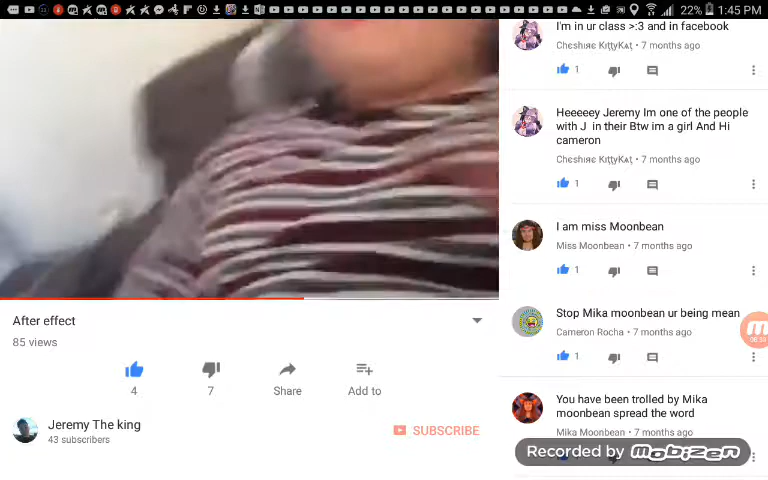 22% 1:45 PM
I'm in ur class >:3 and in facebook
Cheshire KιţţyKąţ • 7 months ago
1
Heeeeey Jeremy Im one of the people
with J in their Btw im a girl And Hi
cameron
Cheshire KιţţyKąţ • 7 months ago
1
I am miss Moonbean
Miss Moonbean • 7 months ago
1
Stop Mika moonbean ur being mean
Cameron Rocha • 7 months ago
1
You have been trolled by Mika
moonbean spread the word
Mika Moonbean • 7 months ago
Recorded by mobizen
After effect
85 views
4
7
Share
Add to
Jeremy The king
43 subscribers
SUBSCRIBE